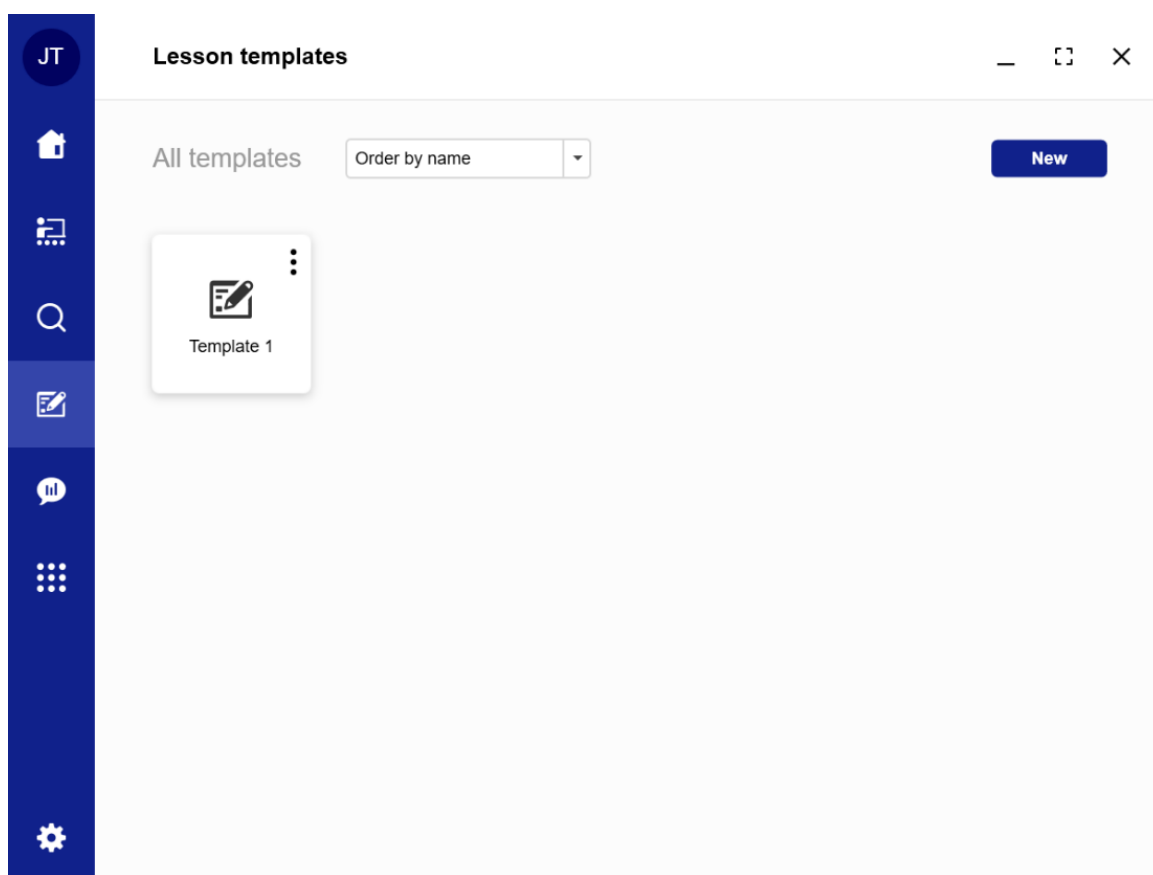 JT
Lesson templates
All templates
Order by name
New
Template 1